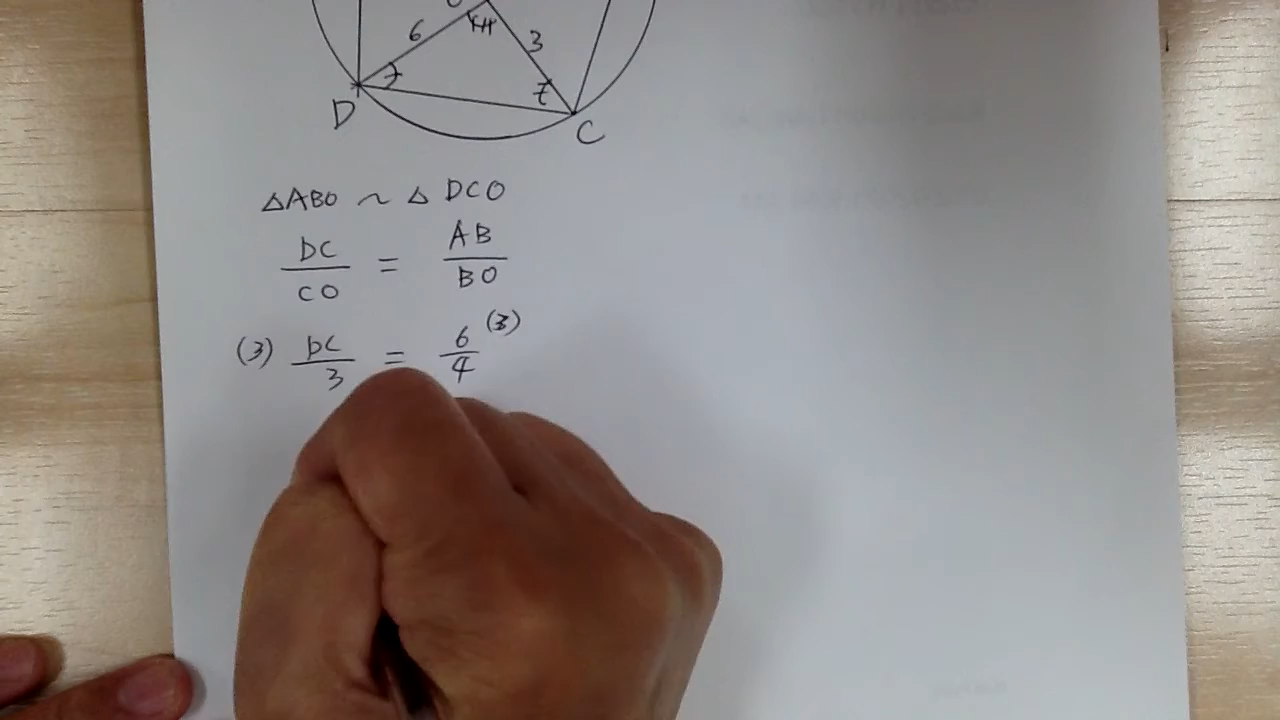 6
3
D
C
△ABO ~ △DCO
DC/CO = AB/BO
(3) DC/3 = 6/4 (3)